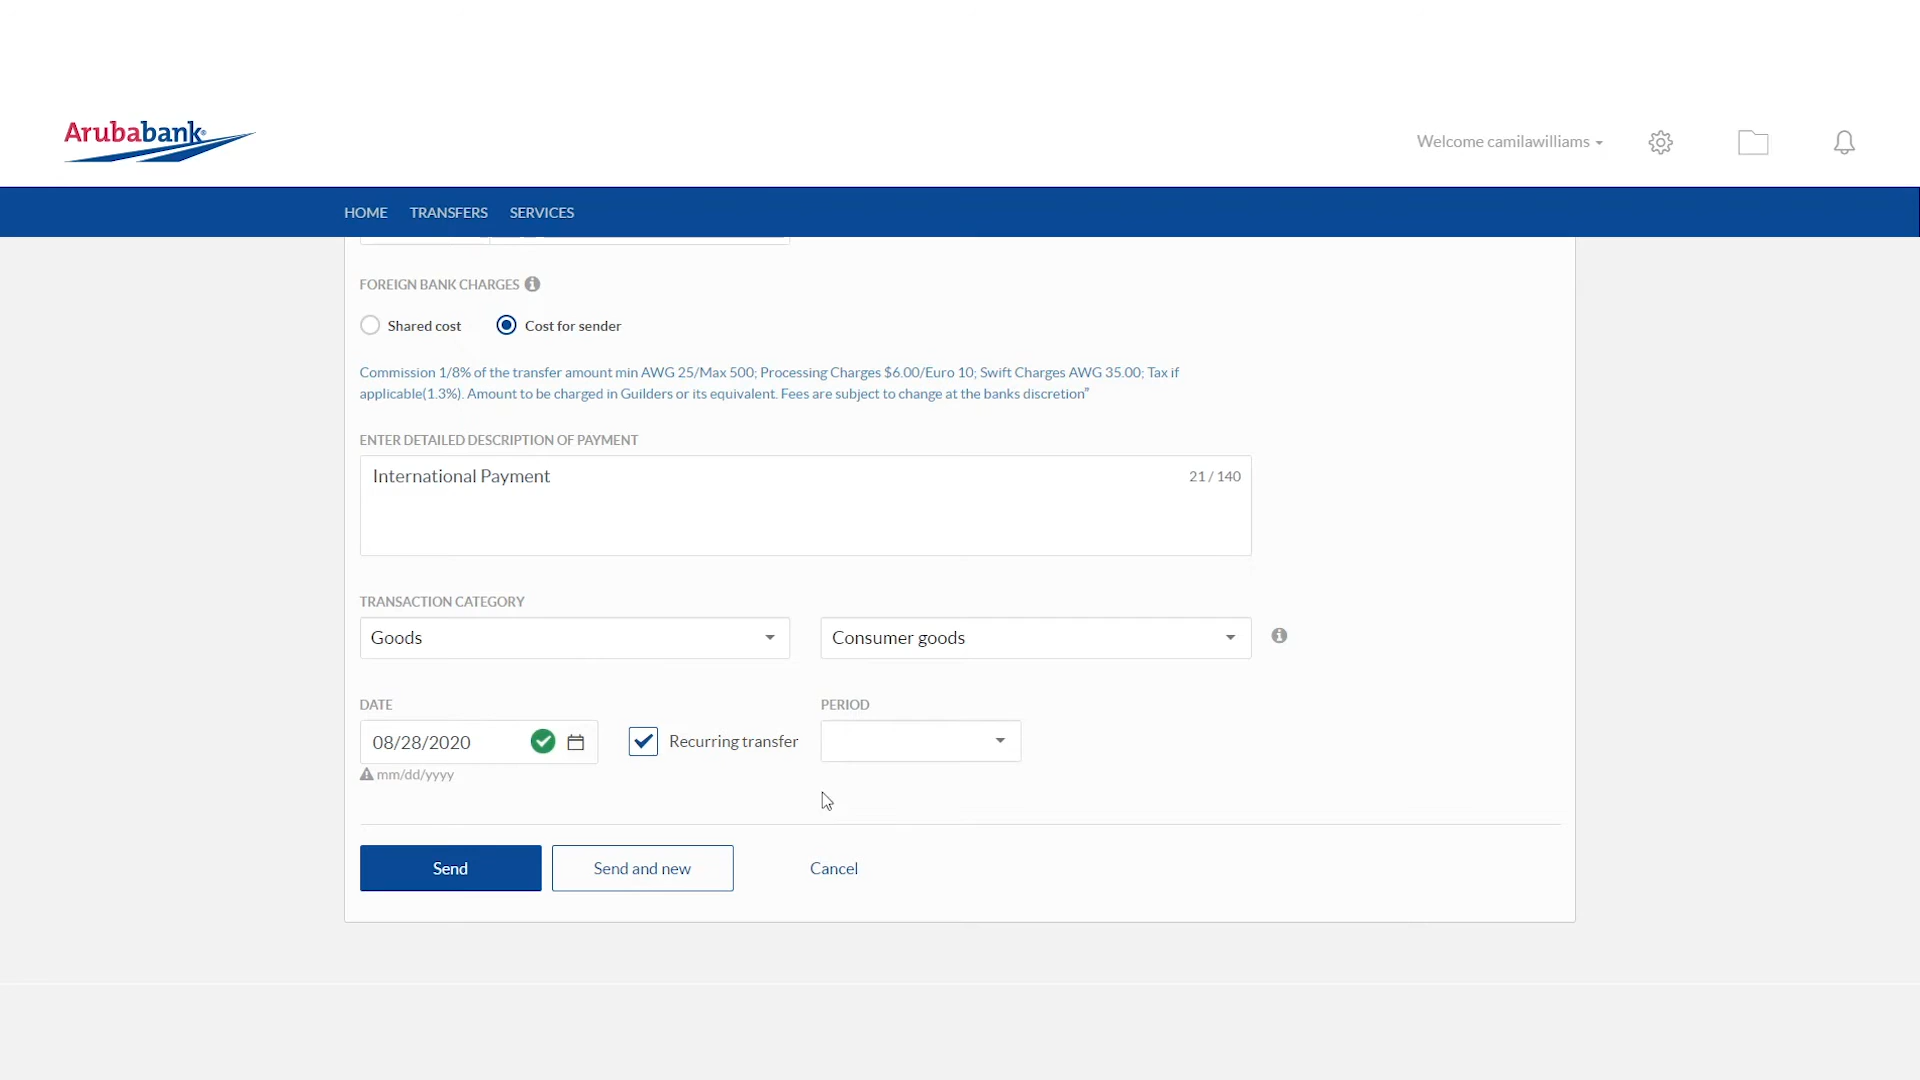 Arubabank®
Welcome camilawilliams
HOME TRANSFERS SERVICES
FOREIGN BANK CHARGES
Shared cost Cost for sender
Commission 1/8% of the transfer amount min AWG 25/Max 500; Processing Charges $6.00/Euro 10; Swift Charges AWG 35.00; Tax if
applicable(1.3%). Amount to be charged in Guilders or its equivalent. Fees are subject to change at the banks discretion”
ENTER DETAILED DESCRIPTION OF PAYMENT
International Payment 21 / 140
TRANSACTION CATEGORY
Goods Consumer goods
DATE PERIOD
08/28/2020 Recurring transfer
mm/dd/yyyy
Send Send and new Cancel